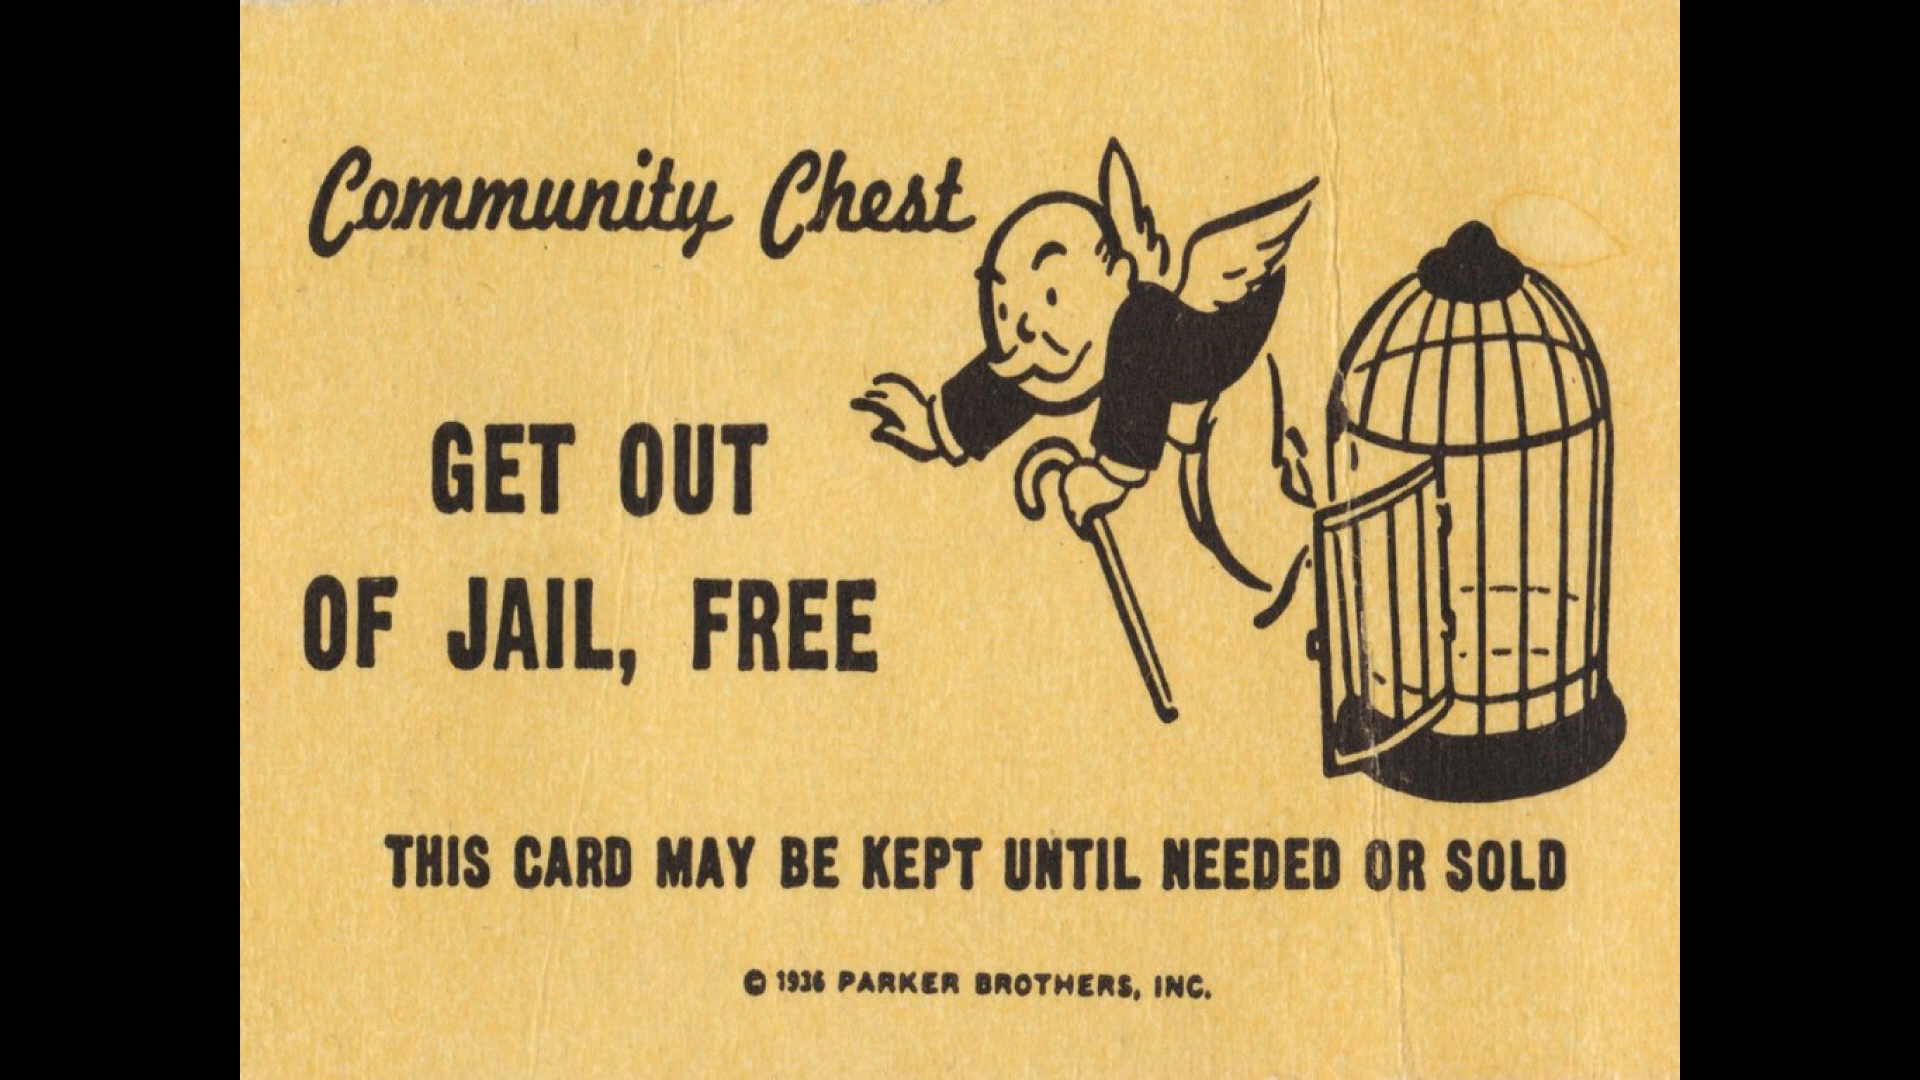 Community Chest
GET OUT
OF JAIL, FREE
THIS CARD MAY BE KEPT UNTIL NEEDED OR SOLD
© 1936 PARKER BROTHERS, INC.